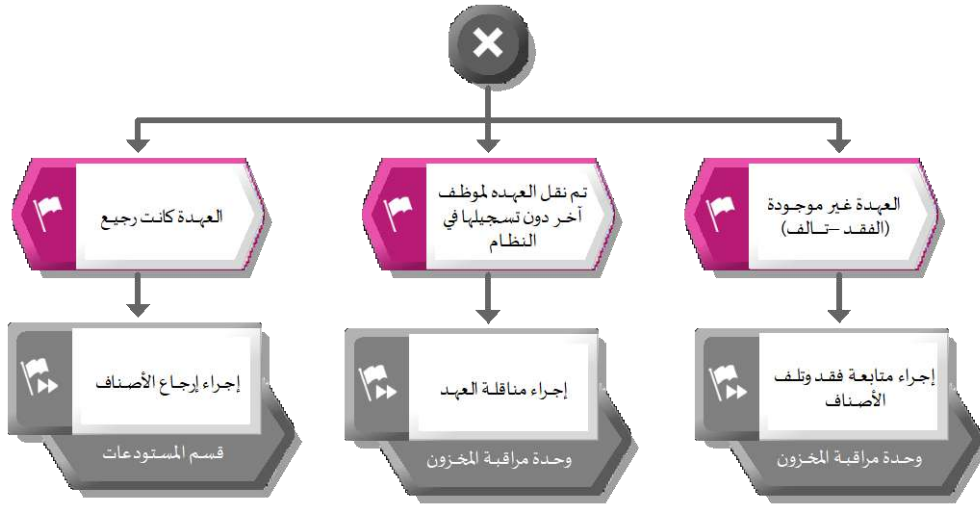 العهدة غير موجودة
(الفقد –تالف)
تم نقل العهده لموظف
آخر دون تسجيلها في
النظام
العهدة كانت رجيع
إجراء متابعة فقد وتلف
الأصناف
وحدة مراقبة المخزون
إجراء مناقلة العهد
وحدة مراقبة المخزون
إجراء إرجاع الأصناف
قسم المستودعات